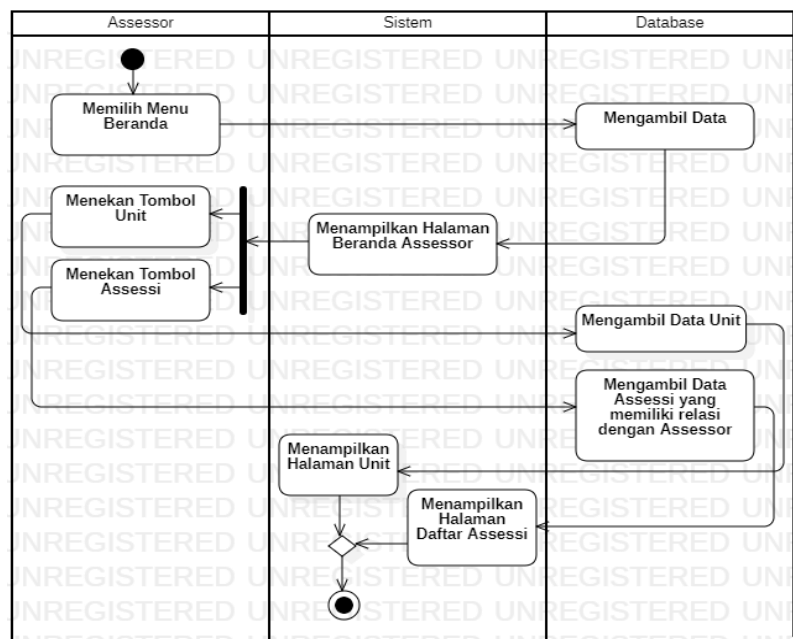 Assessor
Sistem
Database
Memilih Menu
Beranda
Mengambil Data
Menekan Tombol
Unit
Menampilkan Halaman
Beranda Assessor
Menekan Tombol
Assessi
Mengambil Data Unit
Mengambil Data
Assessi yang
memiliki relasi
dengan Assessor
Menampilkan
Halaman Unit
Menampilkan
Halaman
Daftar Assessi
UNREGISTERED